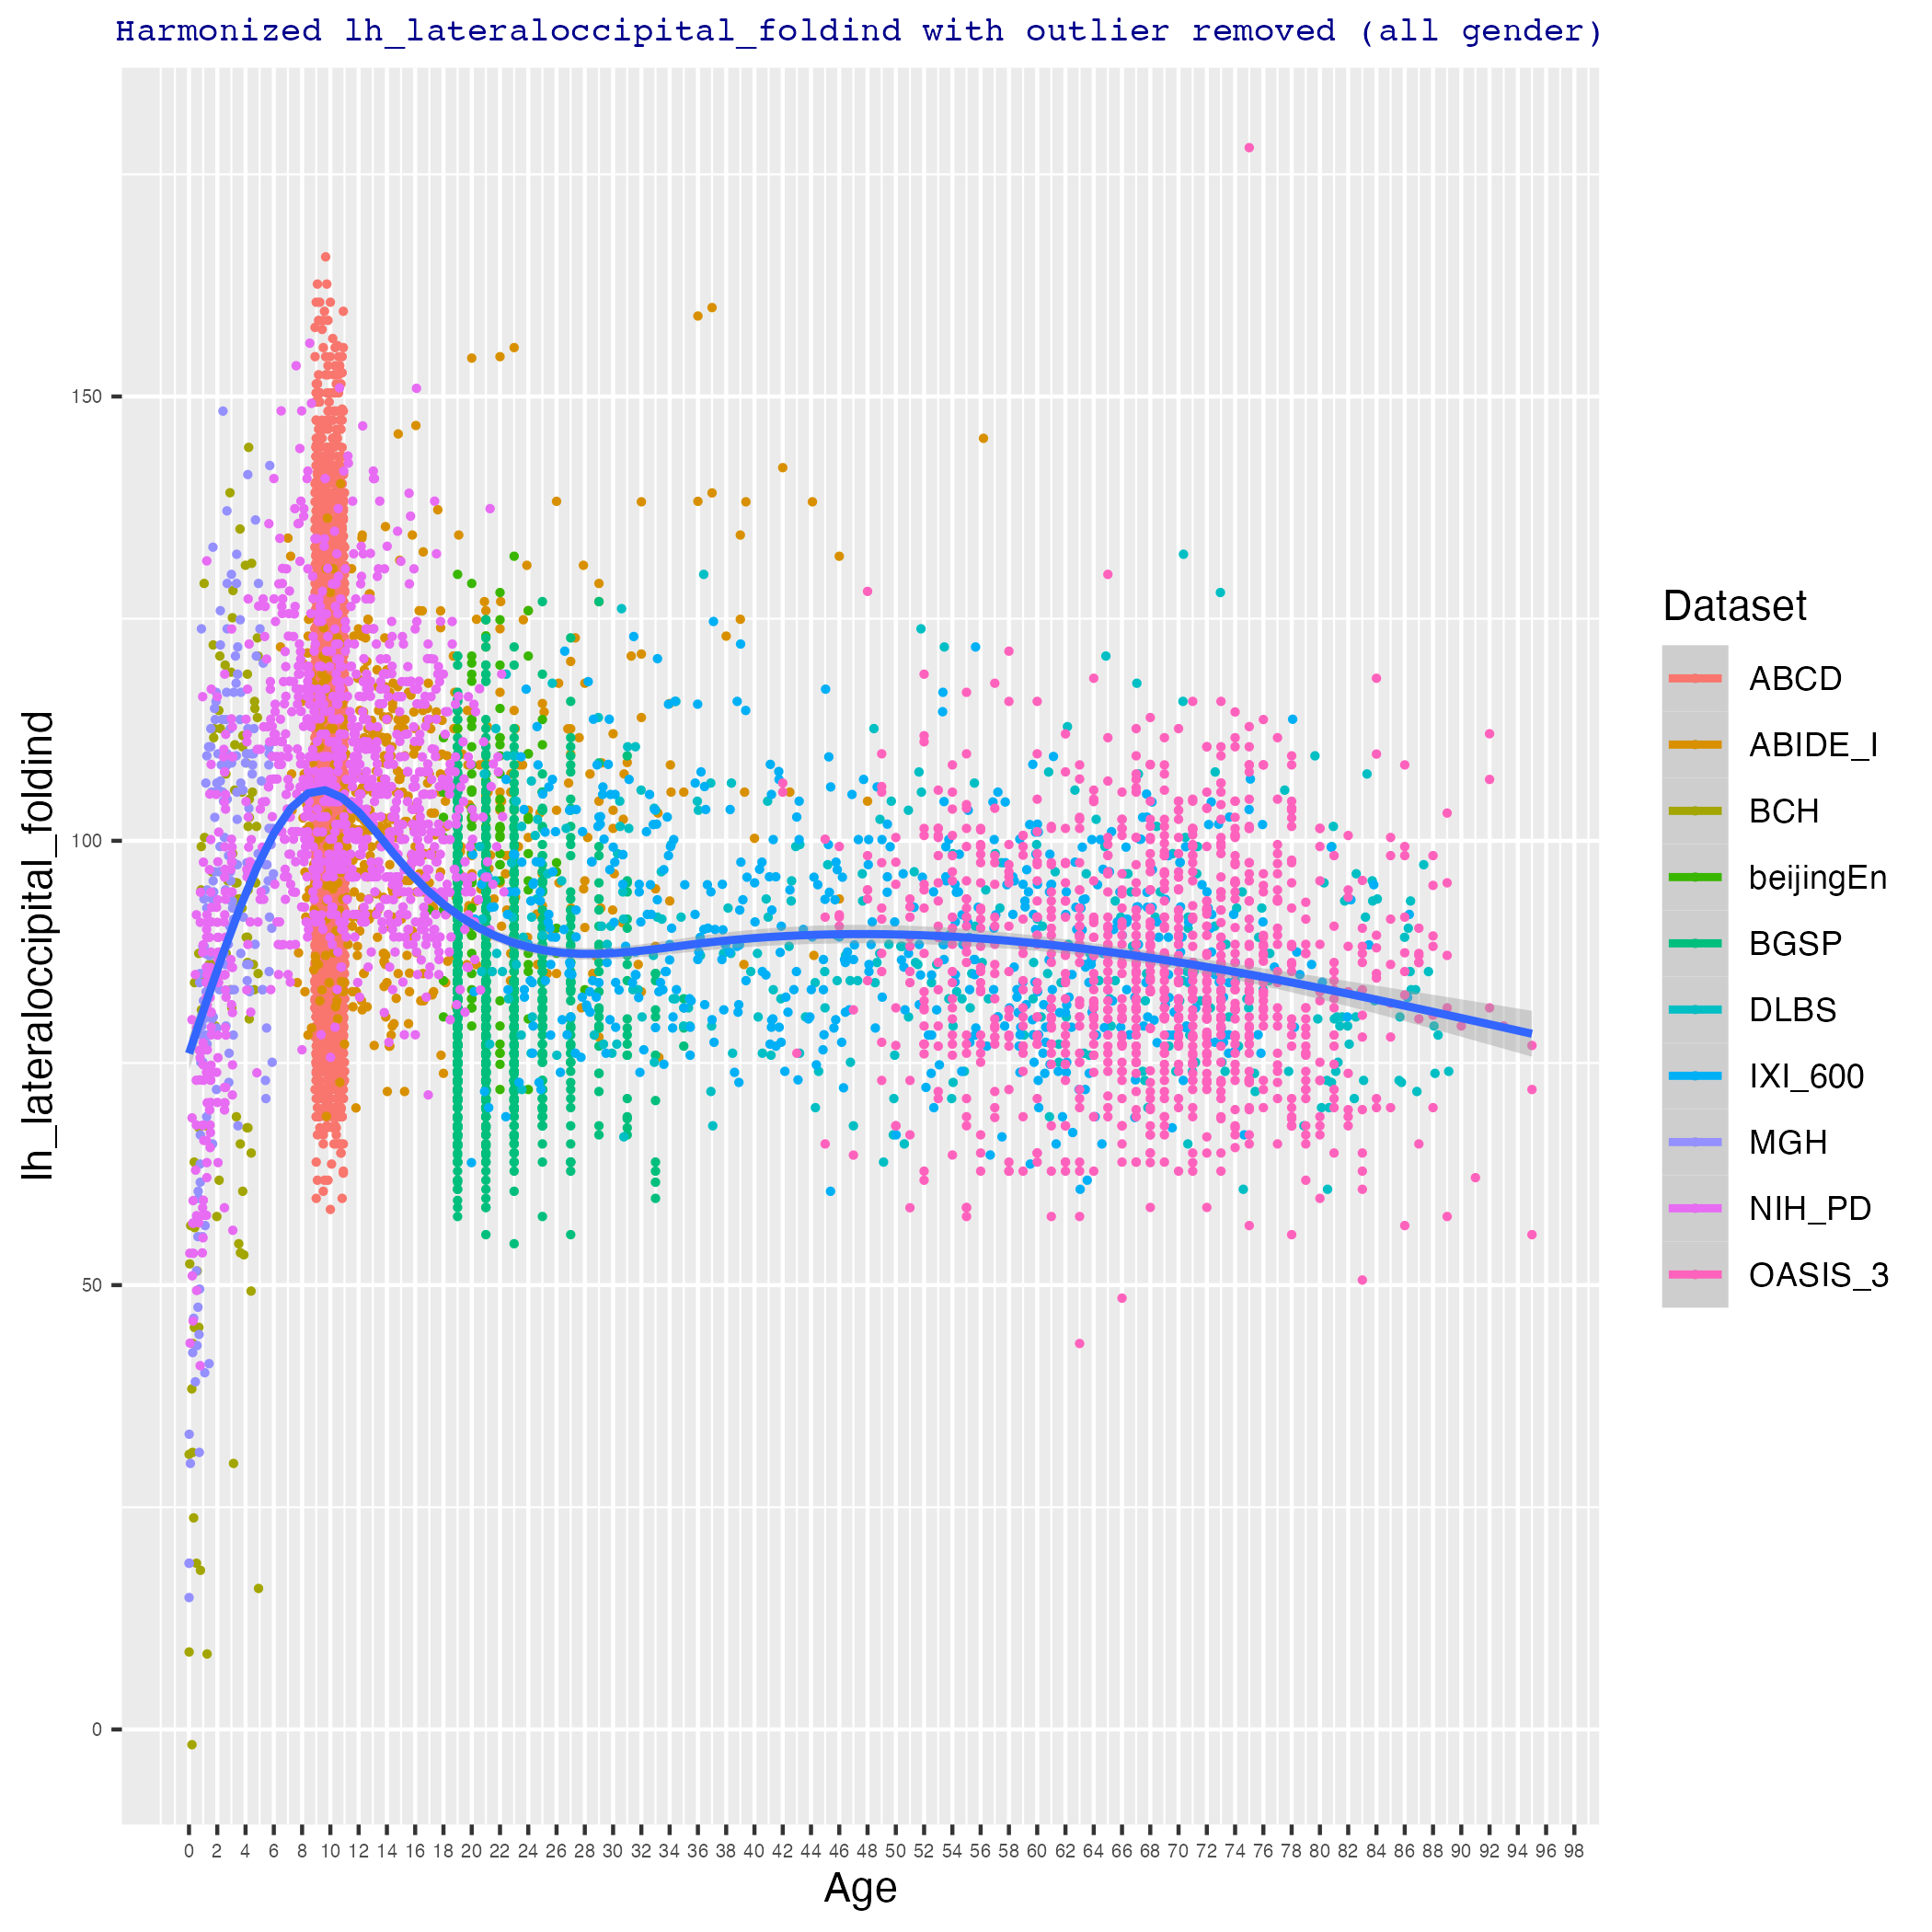 Harmonized lh_lateraloccipital_foldind with outlier removed (all gender)
lh_lateraloccipital_foldind
150
100
50
0
0 2 4 6 8 10 12 14 16 18 20 22 24 26 28 30 32 34 36 38 40 42 44 46 48 50 52 54 56 58 60 62 64 66 68 70 72 74 76 78 80 82 84 86 88 90 92 94 96 98
Age
Dataset
ABCD
ABIDE_I
BCH
beijingEn
BGSP
DLBS
IXI_600
MGH
NIH_PD
OASIS_3